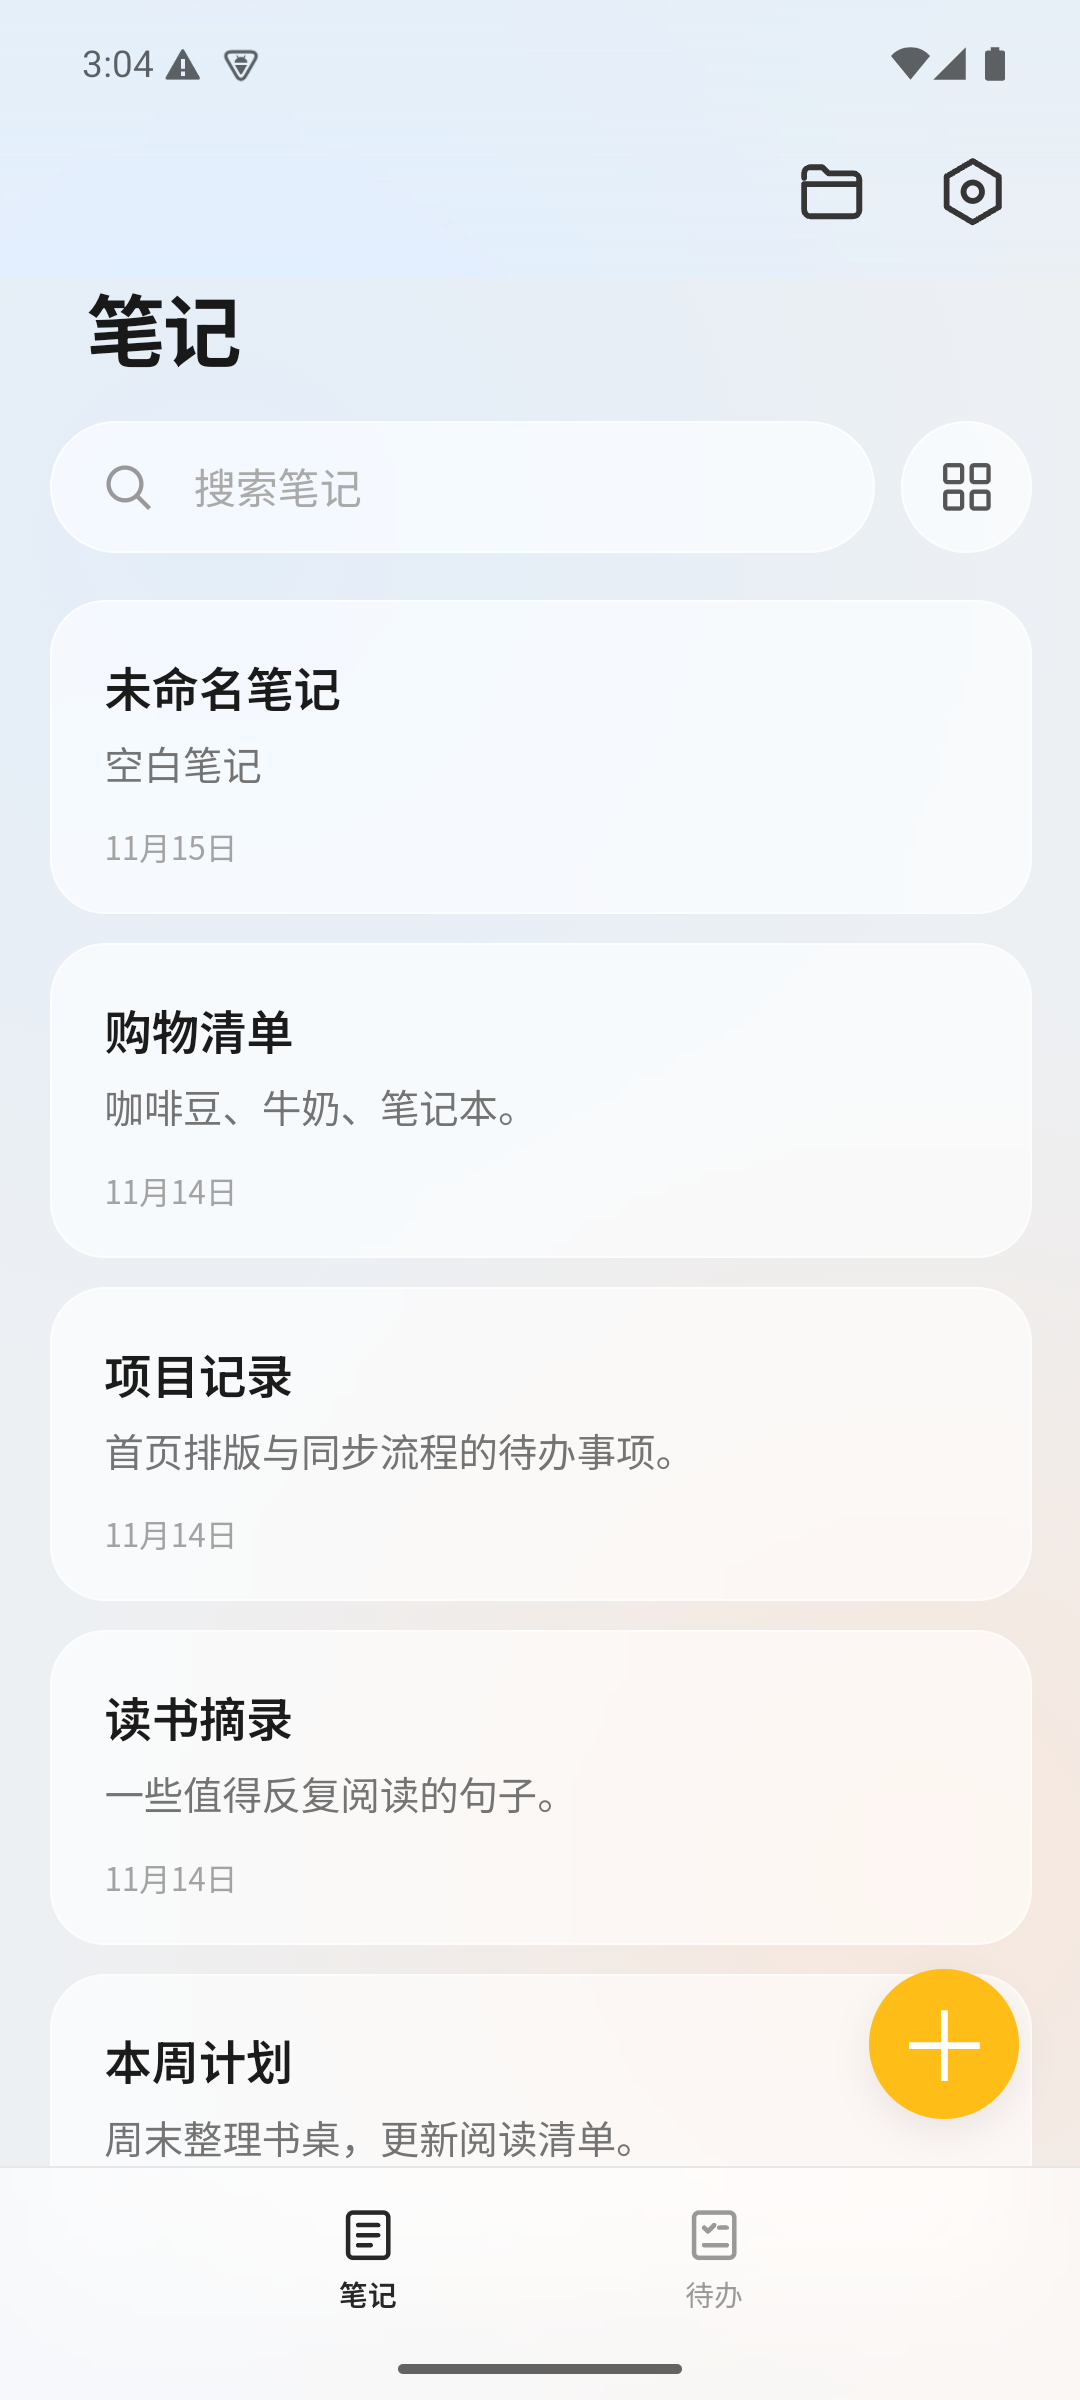 3:04
笔记
搜索笔记
未命名笔记
空白笔记
11月15日
购物清单
咖啡豆、牛奶、笔记本。
11月14日
项目记录
首页排版与同步流程的待办事项。
11月14日
读书摘录
一些值得反复阅读的句子。
11月14日
本周计划
周末整理书桌，更新阅读清单。
笔记
待办